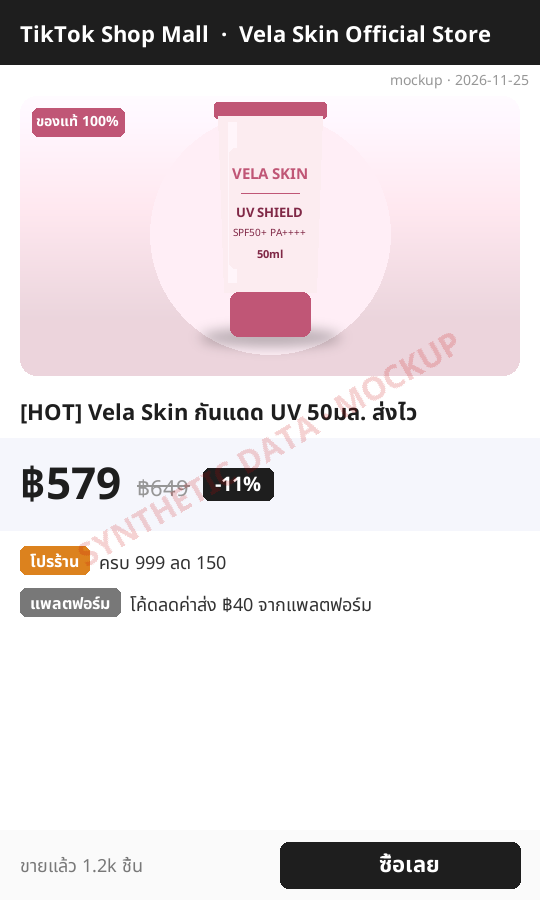 TikTok Shop Mall · Vela Skin Official Store
mockup · 2026-11-25
ของแท้ 100%
VELA SKIN
UV SHIELD
SPF50+ PA++++
50ml
[HOT] Vela Skin กันแดด UV 50มล. ส่งไว
฿579 ฿649 -11%
โปรร้าน ครบ 999 ลด 150
แพลตฟอร์ม โค้ดลดค่าส่ง ฿40 จากแพลตฟอร์ม
SYNTHETIC DATA · MOCKUP
ขายแล้ว 1.2k ชิ้น
ซื้อเลย